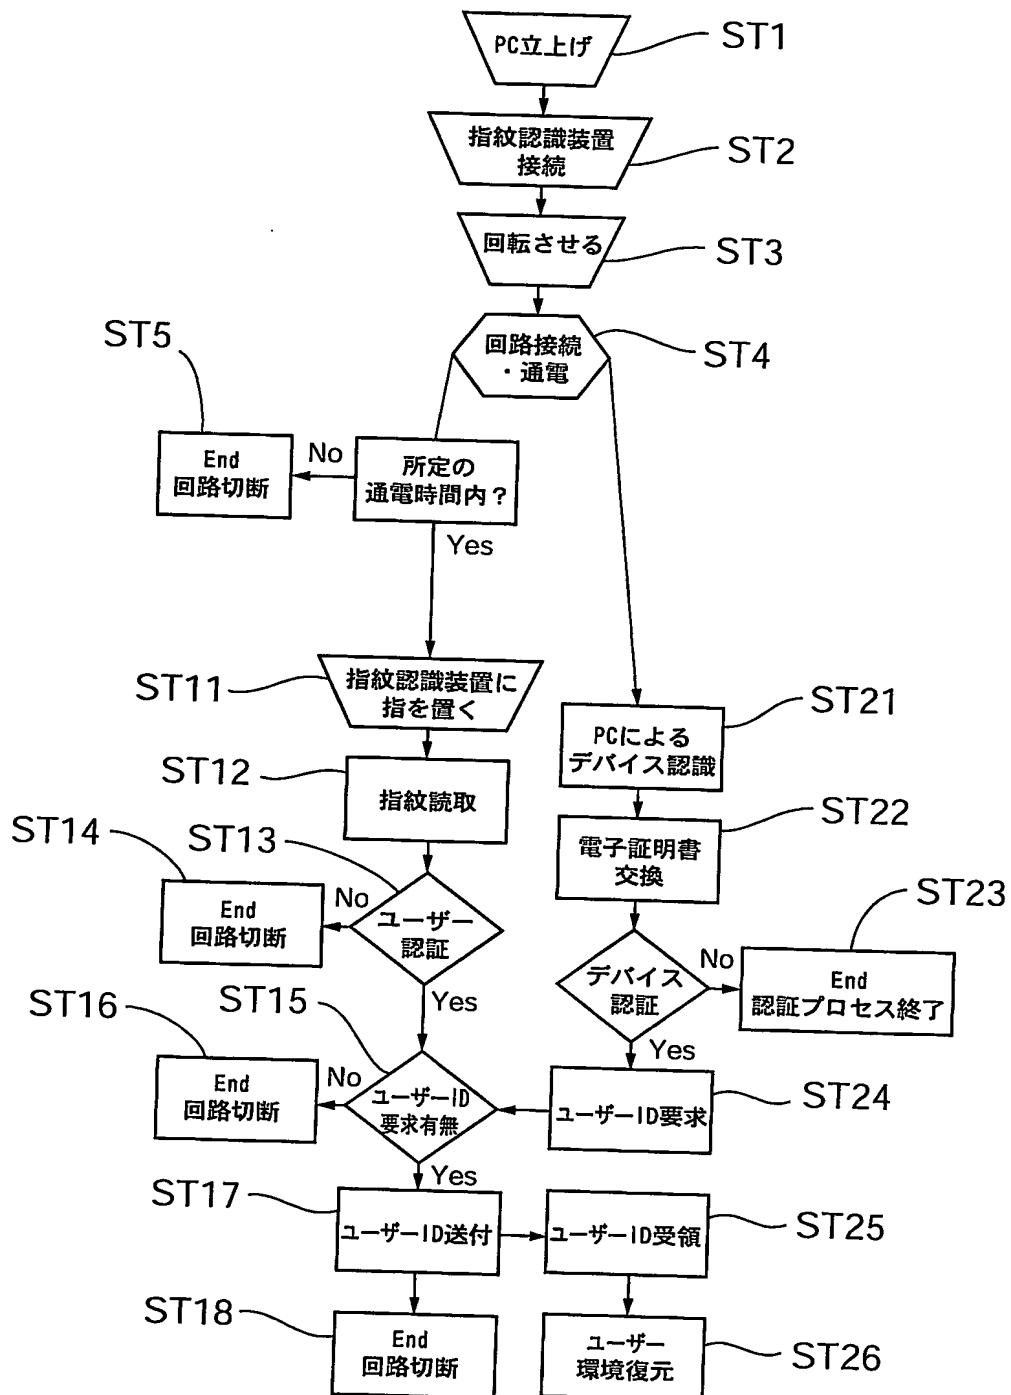 PC立上げ
ST1
指紋認識装置
接続
ST2
回転させる
ST3
回路接続
・通電
ST4
ST5
End
回路切断
No
所定の
通電時間内？
Yes
指紋認識装置に
指を置く
ST11
PCによる
デバイス認識
ST21
指紋読取
ST12
電子証明書
交換
ST22
ST14
ST13
End
回路切断
No
ユーザー
認証
Yes
デバイス
認証
No
Yes
ST23
End
認証プロセス終了
ST16
ST15
End
回路切断
No
ユーザーID
要求有無
Yes
ユーザーID要求
ST24
ST17
ユーザーID送付
ユーザーID受領
ST25
ST18
End
回路切断
ユーザー
環境復元
ST26